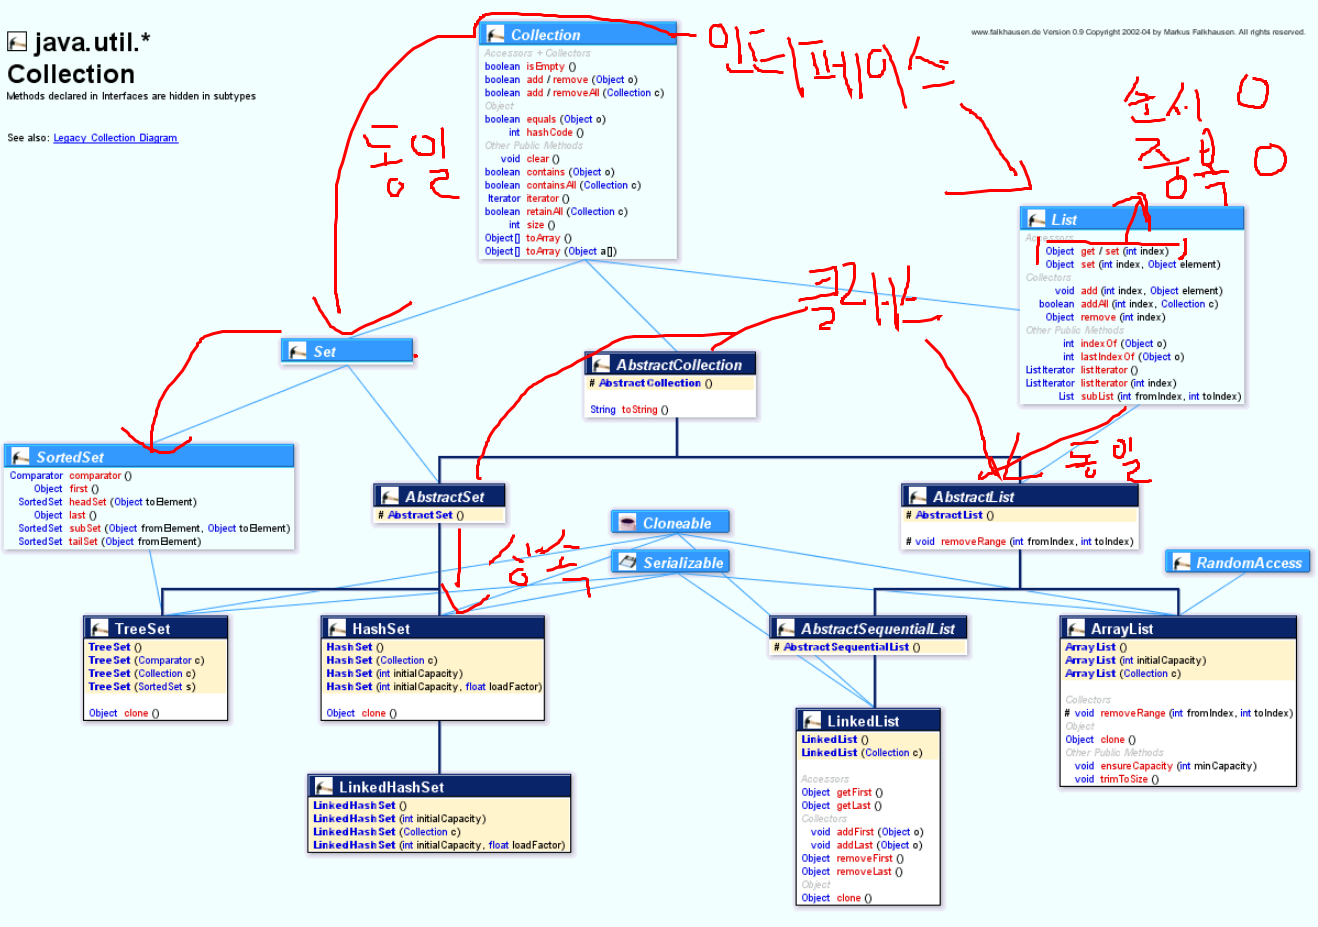 java.util.*
Collection
Methods declared in Interfaces are hidden in subtypes
See also: Legacy Collection Diagram
www.falkhausen.de Version 0.9 Copyright 2002-04 by Markus Falkhausen. All rights reserved.
Collection
Accessors + Collectors
boolean isEmpty ()
boolean add / remove (Object o)
boolean add / removeAll (Collection c)
Object
boolean equals (Object o)
int hashCode ()
Other Public Methods
void clear ()
boolean contains (Object o)
boolean containsAll (Collection c)
Iterator iterator ()
boolean retainAll (Collection c)
int size ()
Object[] toArray ()
Object[] toArray (Object a[])
인터페이스
동일
순서 O
중복 O
List
Accessors
Object get / set (int index)
Object set (int index, Object element)
Collectors
void add (int index, Object element)
boolean addAll (int index, Collection c)
Object remove (int index)
Other Public Methods
int indexOf (Object o)
int lastIndexOf (Object o)
ListIterator listIterator ()
ListIterator listIterator (int index)
List subList (int fromIndex, int toIndex)
클래스
Set
AbstractCollection
# AbstractCollection ()
String toString ()
SortedSet
Comparator comparator ()
Object first ()
SortedSet headSet (Object toElement)
Object last ()
SortedSet subSet (Object fromElement, Object toElement)
SortedSet tailSet (Object fromElement)
AbstractSet
# AbstractSet ()
동일
AbstractList
# AbstractList ()
# void removeRange (int fromIndex, int toIndex)
Cloneable
Serializable
RandomAccess
상속
TreeSet
TreeSet ()
TreeSet (Comparator c)
TreeSet (Collection c)
TreeSet (SortedSet s)
Object clone ()
HashSet
HashSet ()
HashSet (Collection c)
HashSet (int initialCapacity)
HashSet (int initialCapacity, float loadFactor)
Object clone ()
AbstractSequentialList
# AbstractSequentialList ()
ArrayList
ArrayList ()
ArrayList (int initialCapacity)
ArrayList (Collection c)
Collectors
# void removeRange (int fromIndex, int toIndex)
Object
Object clone ()
Other Public Methods
void ensureCapacity (int minCapacity)
void trimToSize ()
LinkedList
LinkedList ()
LinkedList (Collection c)
Accessors
Object getFirst ()
Object getLast ()
Collectors
void addFirst (Object o)
void addLast (Object o)
Object removeFirst ()
Object removeLast ()
Object
Object clone ()
LinkedHashSet
LinkedHashSet ()
LinkedHashSet (int initialCapacity)
LinkedHashSet (Collection c)
LinkedHashSet (int initialCapacity, float loadFactor)